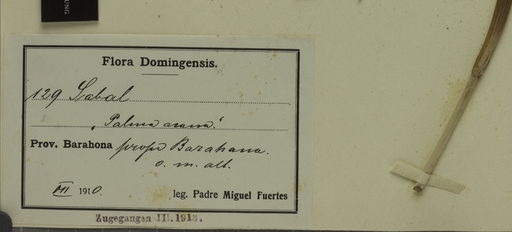 Flora Domingensis.
129 Sabal
"Palma cana."
Prov. Barahona prope Barahona.
o. m. alt.
VII 1910. leg. Padre Miguel Fuertes
Zugegangen III. 1913.